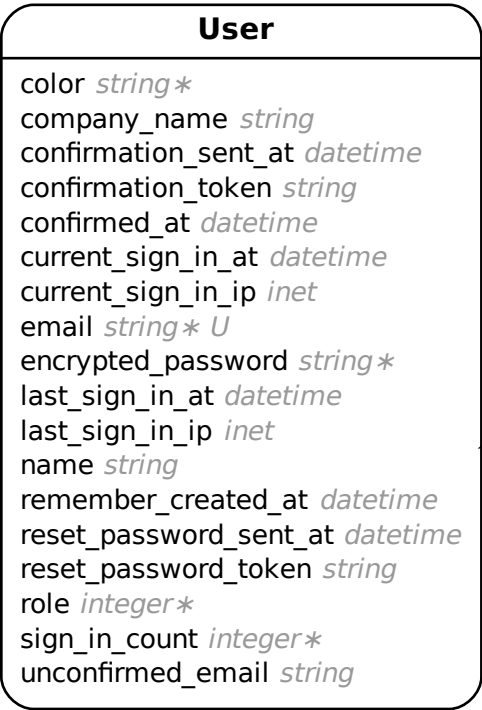 User
color string∗
company_name string
confirmation_sent_at datetime
confirmation_token string
confirmed_at datetime
current_sign_in_at datetime
current_sign_in_ip inet
email string∗ U
encrypted_password string∗
last_sign_in_at datetime
last_sign_in_ip inet
name string
remember_created_at datetime
reset_password_sent_at datetime
reset_password_token string
role integer∗
sign_in_count integer∗
unconfirmed_email string